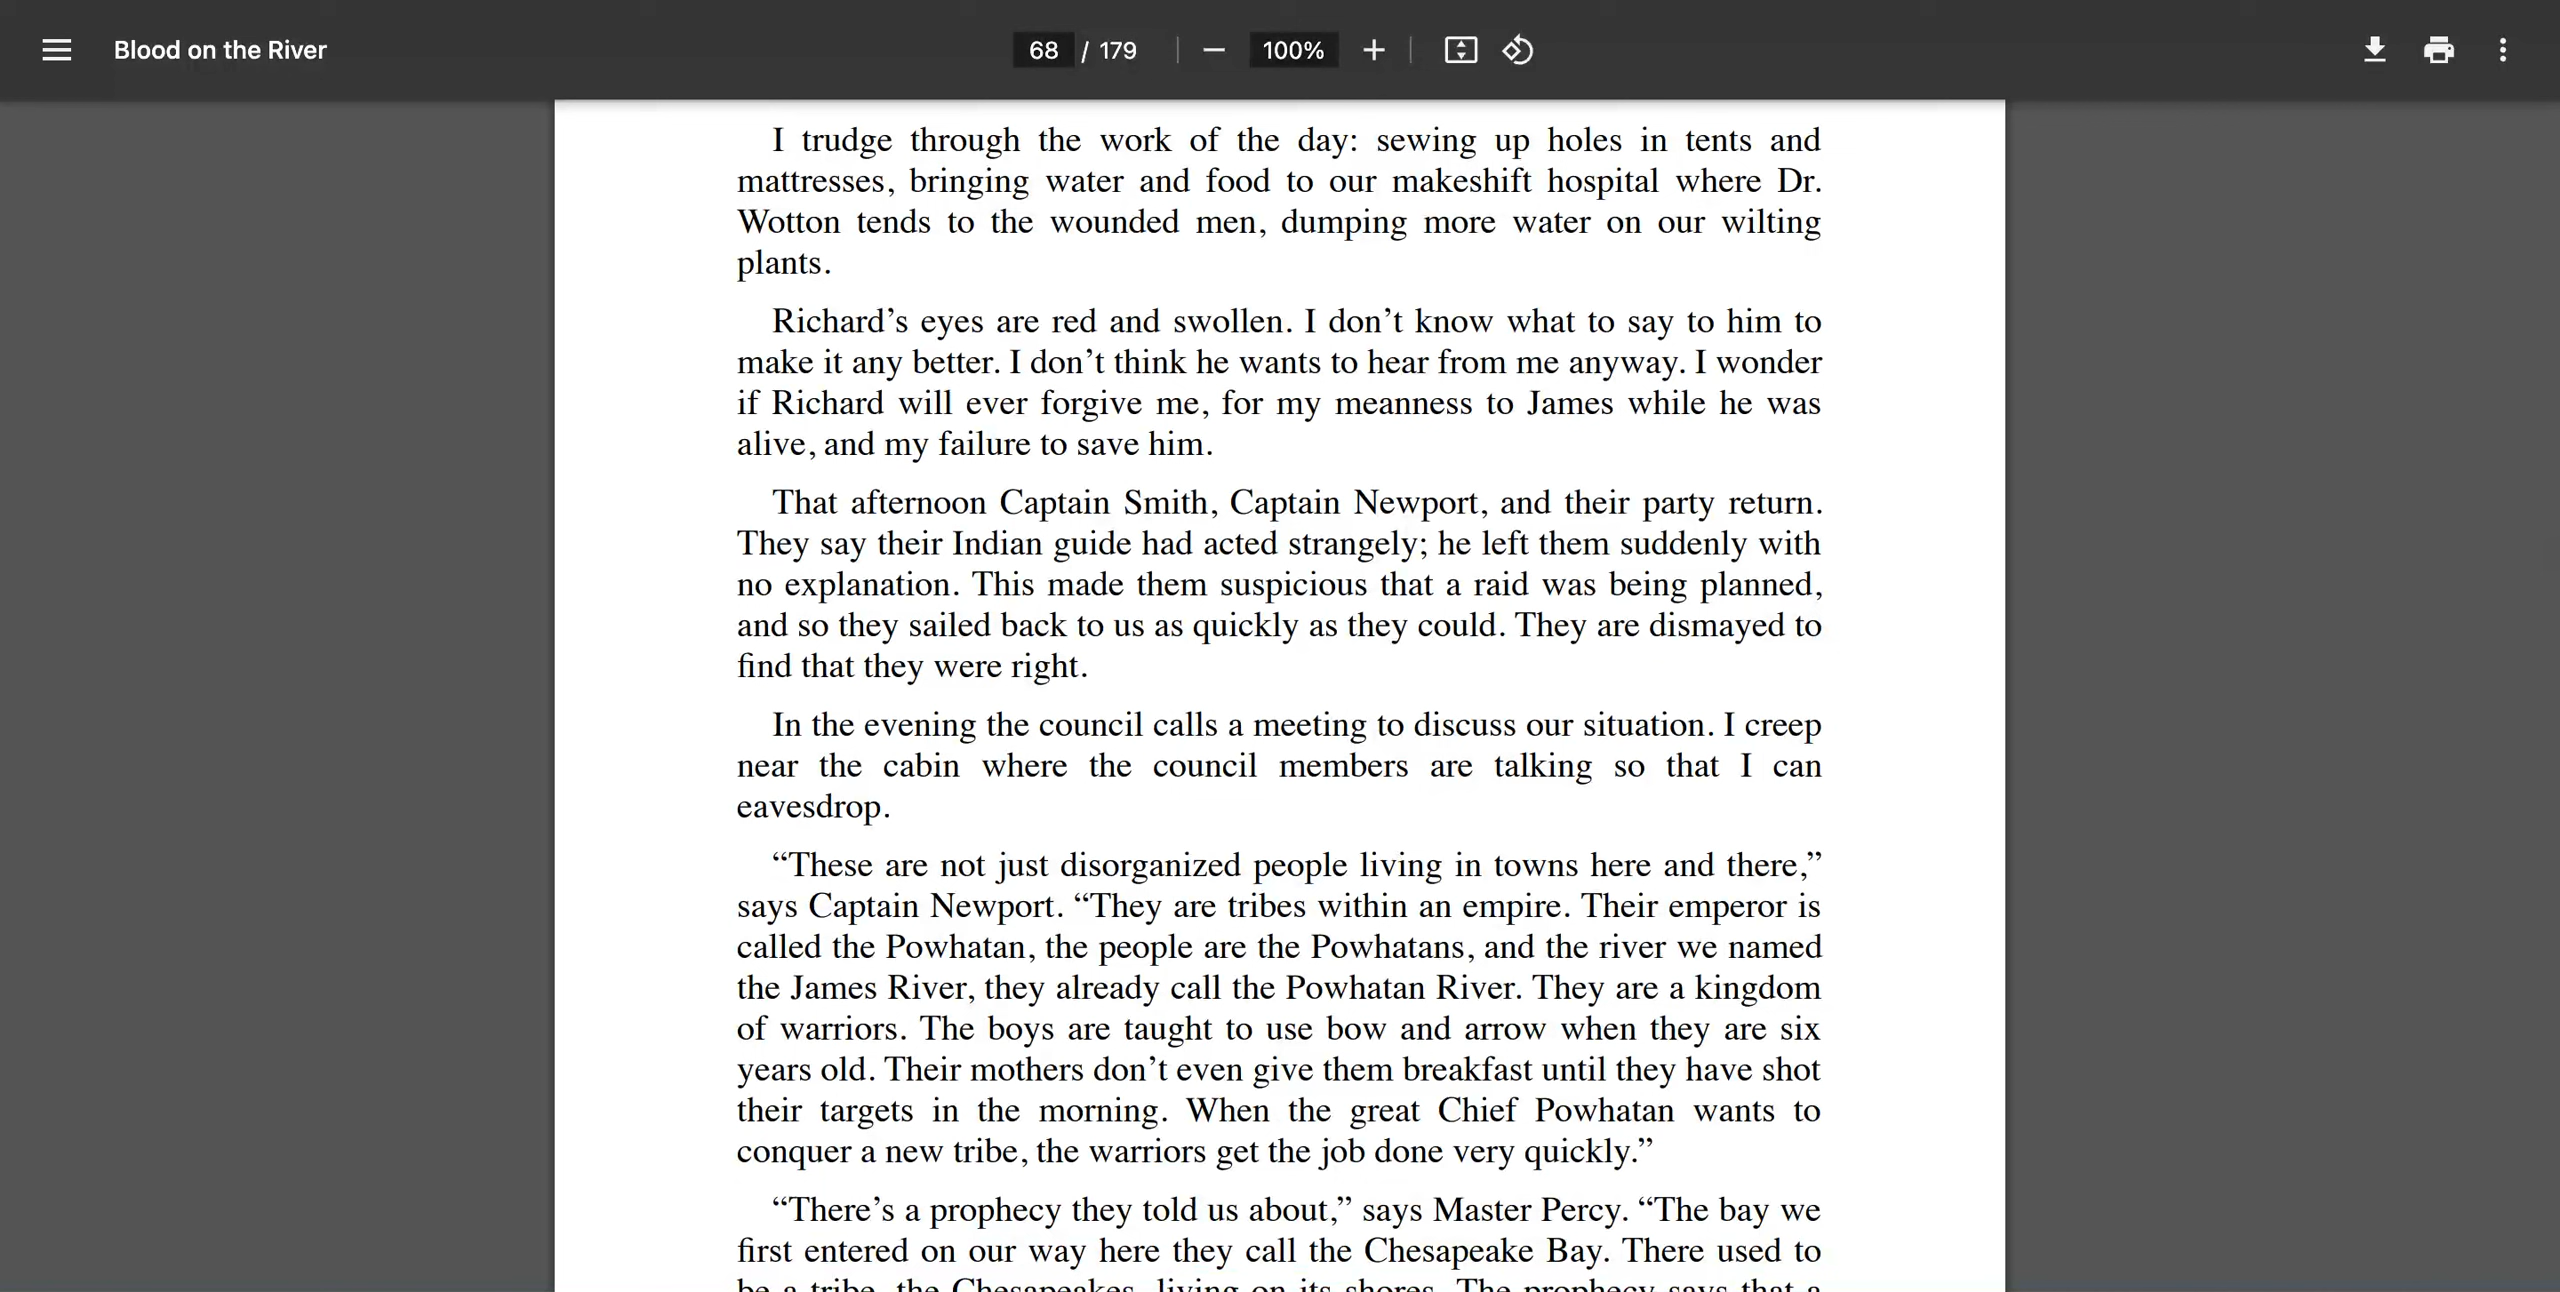 Blood on the River
68 / 179
100%
I trudge through the work of the day: sewing up holes in tents and
mattresses, bringing water and food to our makeshift hospital where Dr.
Wotton tends to the wounded men, dumping more water on our wilting
plants.
Richard’s eyes are red and swollen. I don’t know what to say to him to
make it any better. I don’t think he wants to hear from me anyway. I wonder
if Richard will ever forgive me, for my meanness to James while he was
alive, and my failure to save him.
That afternoon Captain Smith, Captain Newport, and their party return.
They say their Indian guide had acted strangely; he left them suddenly with
no explanation. This made them suspicious that a raid was being planned,
and so they sailed back to us as quickly as they could. They are dismayed to
find that they were right.
In the evening the council calls a meeting to discuss our situation. I creep
near the cabin where the council members are talking so that I can
eavesdrop.
“These are not just disorganized people living in towns here and there,”
says Captain Newport. “They are tribes within an empire. Their emperor is
called the Powhatan, the people are the Powhatans, and the river we named
the James River, they already call the Powhatan River. They are a kingdom
of warriors. The boys are taught to use bow and arrow when they are six
years old. Their mothers don’t even give them breakfast until they have shot
their targets in the morning. When the great Chief Powhatan wants to
conquer a new tribe, the warriors get the job done very quickly.”
“There’s a prophecy they told us about,” says Master Percy. “The bay we
first entered on our way here they call the Chesapeake Bay. There used to
be a tribe, the Chesapeakes, living on its shores. The prophecy says that a